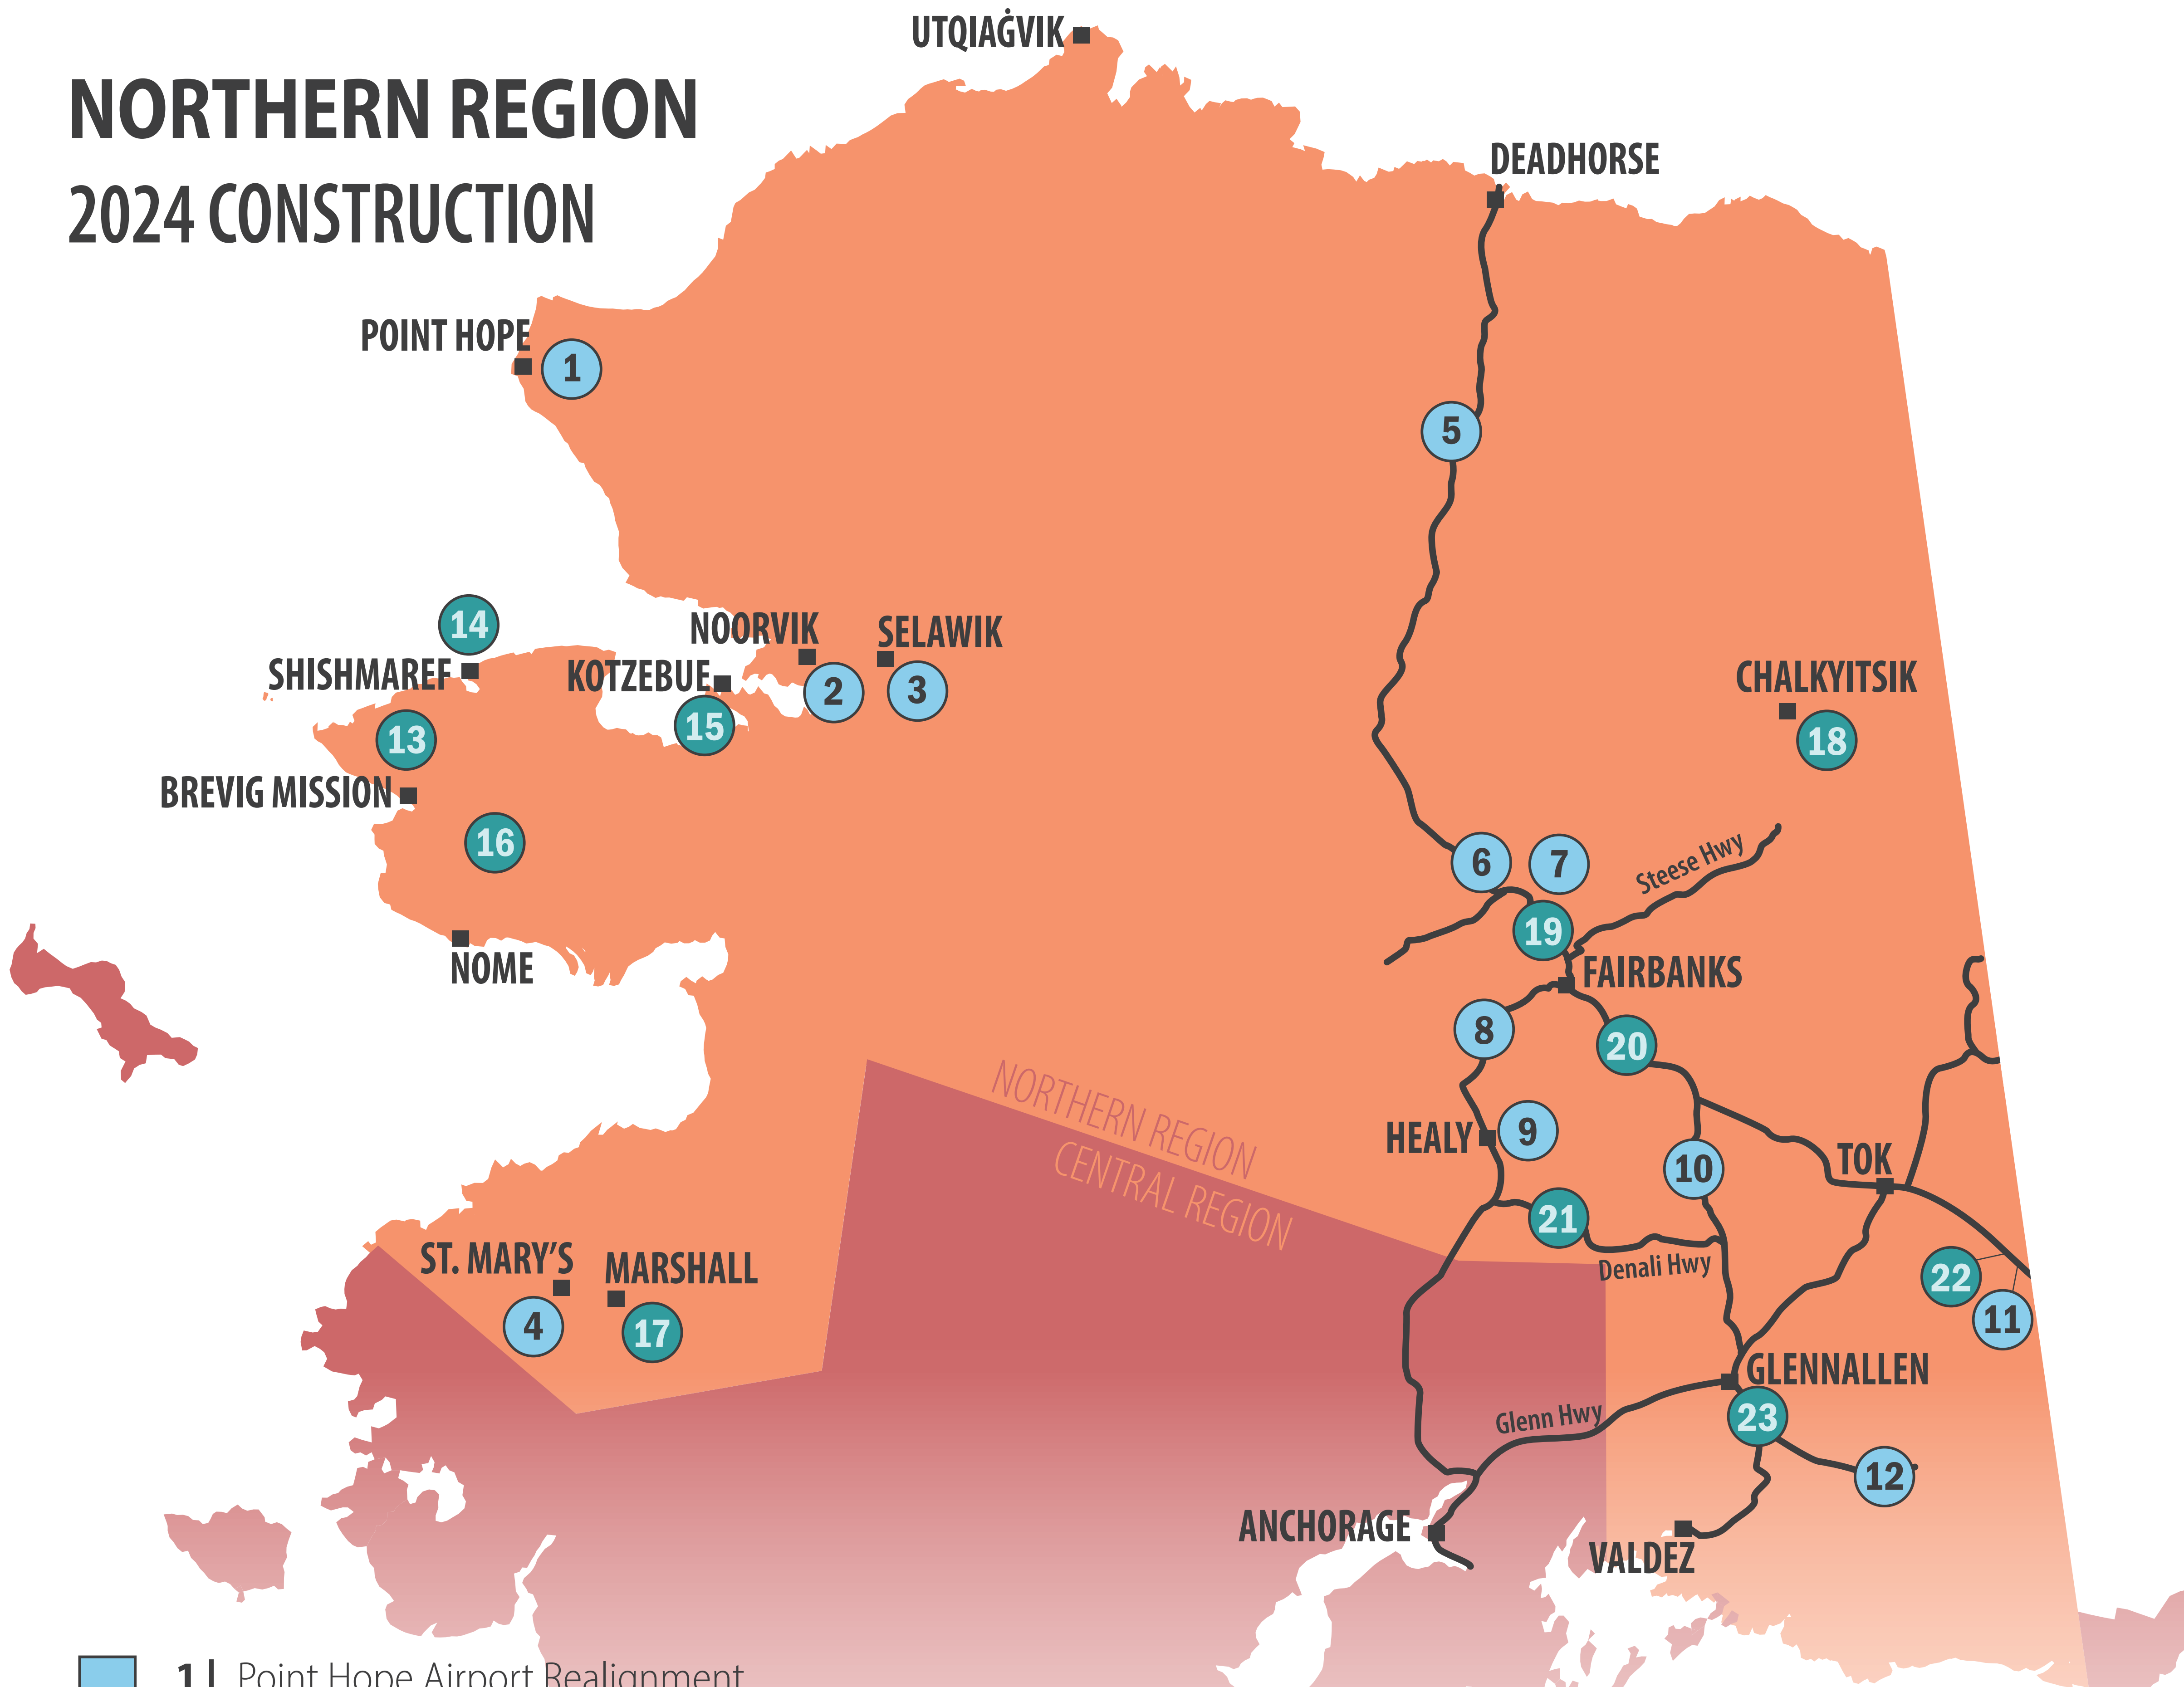 UTQIAĠVIK
NORTHERN REGION
2024 CONSTRUCTION
DEADHORSE
POINT HOPE
1
5
14
NOORVIK
SELAWIK
SHISHMAREF
KOTZEBUE
2
3
CHALKYITSIK
15
13
18
BREVIG MISSION
16
6
7
Steese Hwy
19
NOME
FAIRBANKS
8
20
NORTHERN REGION
CENTRAL REGION
HEALY
9
10
TOK
21
ST. MARY'S
MARSHALL
Denali Hwy
22
4
17
11
GLENNALLEN
Glenn Hwy
23
12
ANCHORAGE
VALDEZ
1 | Point Hope Airport Realignment